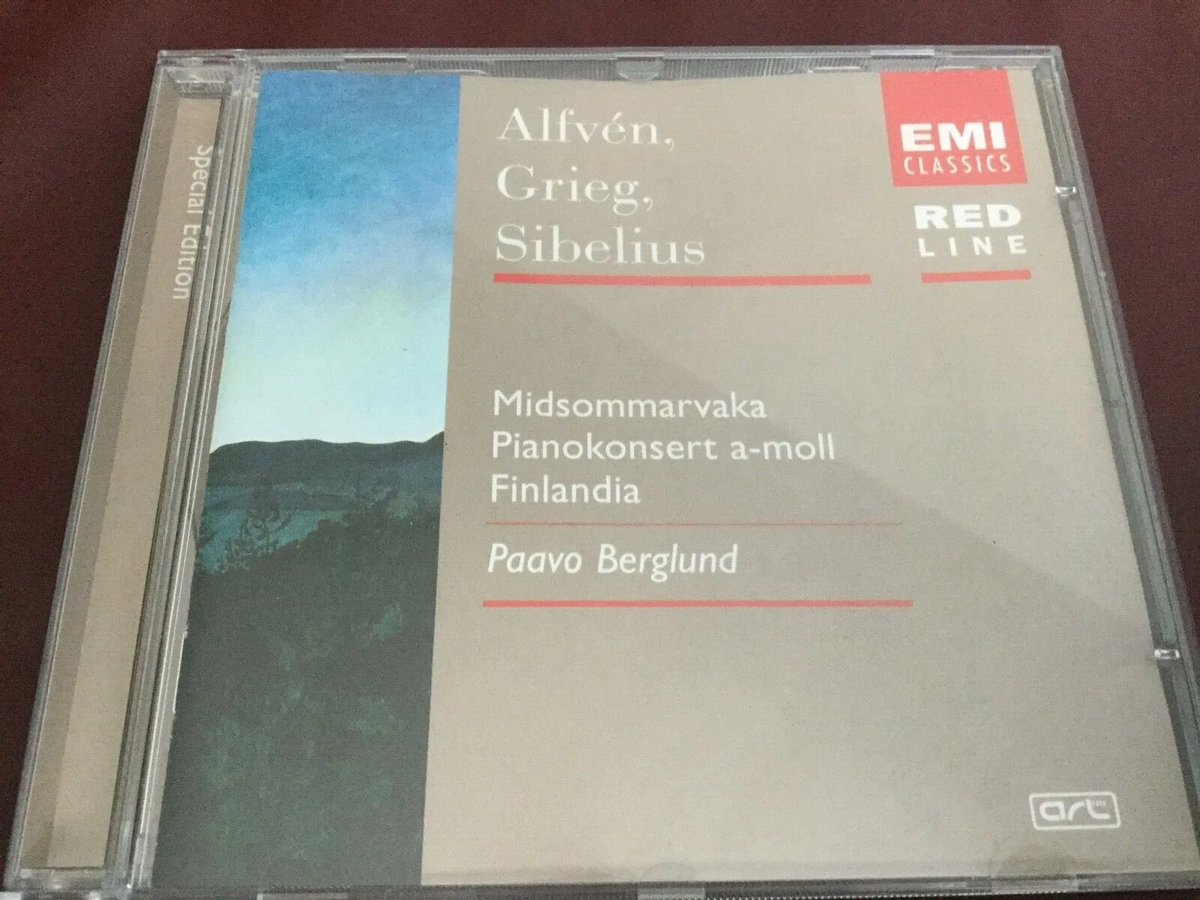 Special Edition
Alfvén,
Grieg,
Sibelius
EMI
CLASSICS
RED
LINE
Midsommarvaka
Pianokonsert a-moll
Finlandia
Paavo Berglund
art